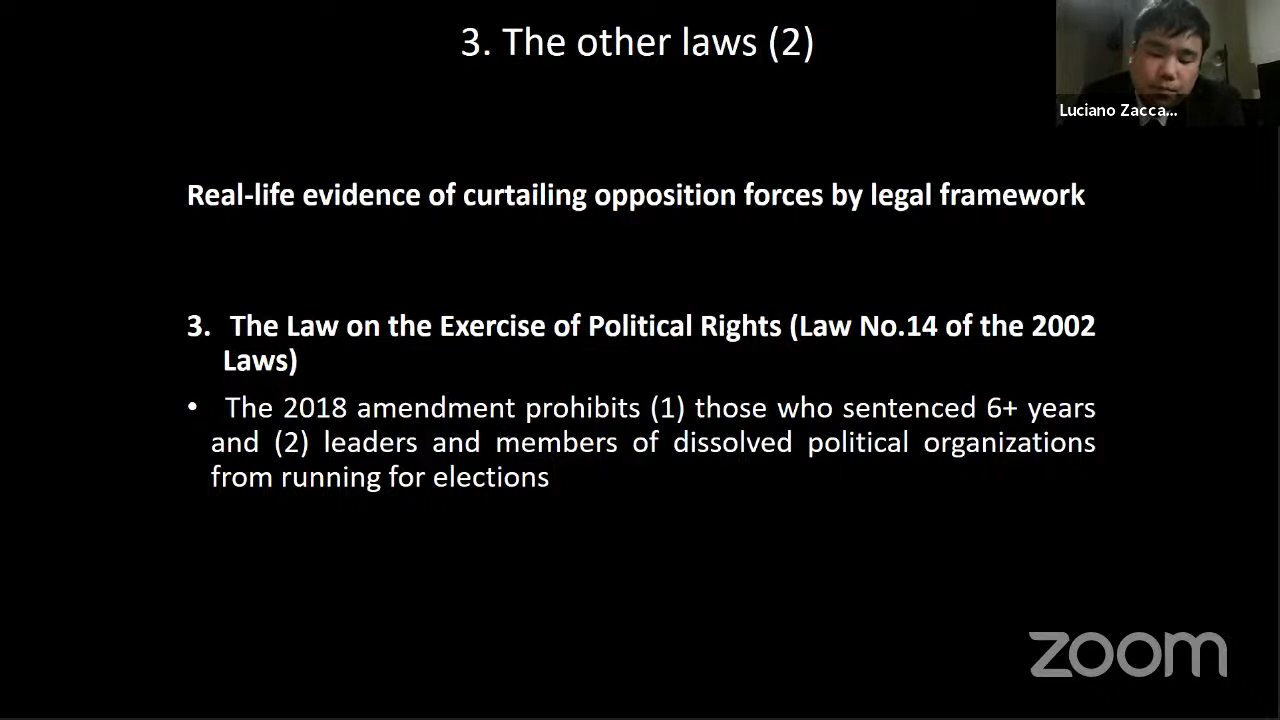 3. The other laws (2)
Luciano Zacca...
Real-life evidence of curtailing opposition forces by legal framework
3. The Law on the Exercise of Political Rights (Law No.14 of the 2002
Laws)
• The 2018 amendment prohibits (1) those who sentenced 6+ years
and (2) leaders and members of dissolved political organizations
from running for elections
zoom